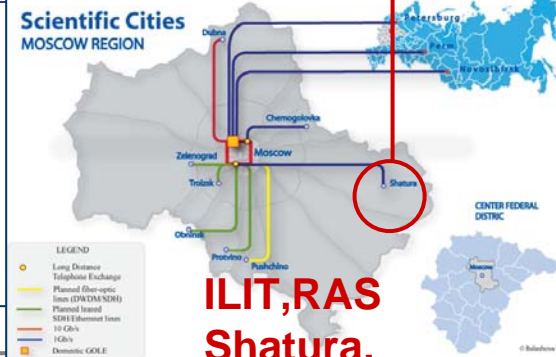 Scientific Cities
MOSCOW REGION
Dubna
Petersburg
Perm
Novosibirsk
Chernogolovka
Zelenograd
Moscow
Troizsk
Shatura
CENTER FEDERAL
DISTRIC
Moscow
Obninsk
Protvino
Pushchino
LEGEND
Long Distance
Telephone Exchange
Planned fiber-optic
lines (DWDM/SDH)
Planned leased
SDH/Ethernet lines
10 Gb/s
1Gb/s
Domestic GOLE
ILIT,RAS
Shatura,
© Balashova